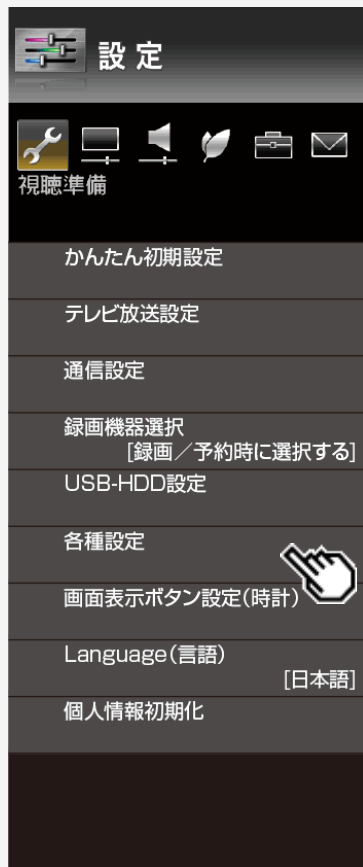 設定
視聴準備
かんたん初期設定
テレビ放送設定
通信設定
録画機器選択
[録画／予約時に選択する]
USB-HDD設定
各種設定
画面表示ボタン設定(時計)
Language(言語)
[日本語]
個人情報初期化